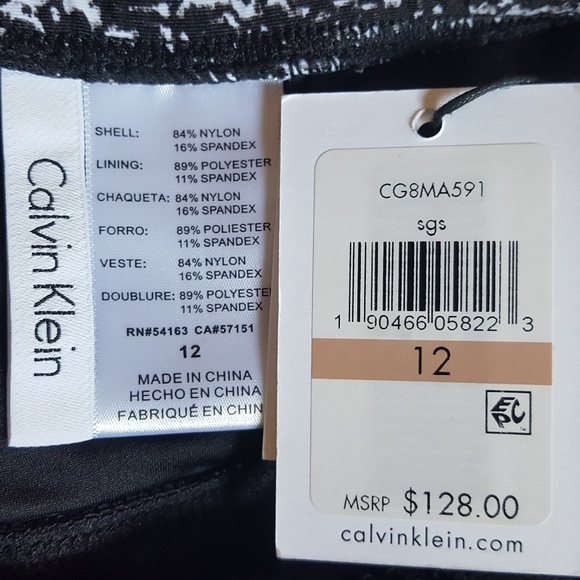 Calvin Klein
SHELL: 84% NYLON
16% SPANDEX
LINING: 89% POLYESTER
11% SPANDEX
CHAQUETA: 84% NYLON
16% SPANDEX
FORRO: 89% POLIESTER
11% SPANDEX
VESTE: 84% NYLON
16% SPANDEX
DOUBLURE: 89% POLYESTE
11% SPANDEX
RN#54163 CA#57151
12
MADE IN CHINA
HECHO EN CHINA
FABRIQUÉ EN CHIN
CG8MA591
sgs
1 90466 05822 3
12
EPC
MSRP $128.00
calvinklein.com